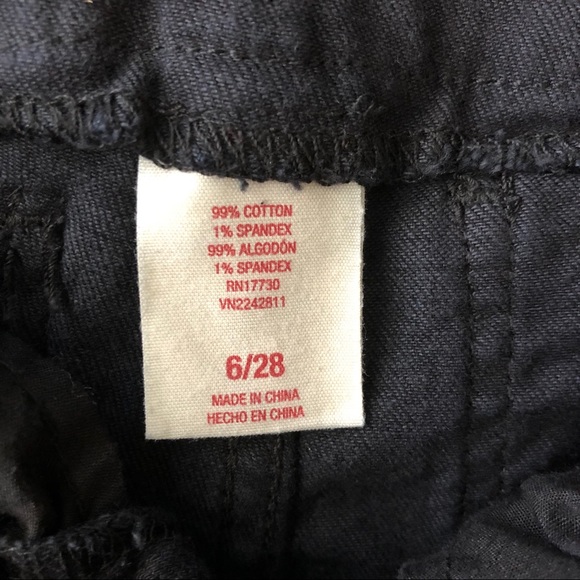 99% COTTON
1% SPANDEX
99% ALGODÓN
1% SPANDEX
RN17730
VN2242811
6/28
MADE IN CHINA
HECHO EN CHINA